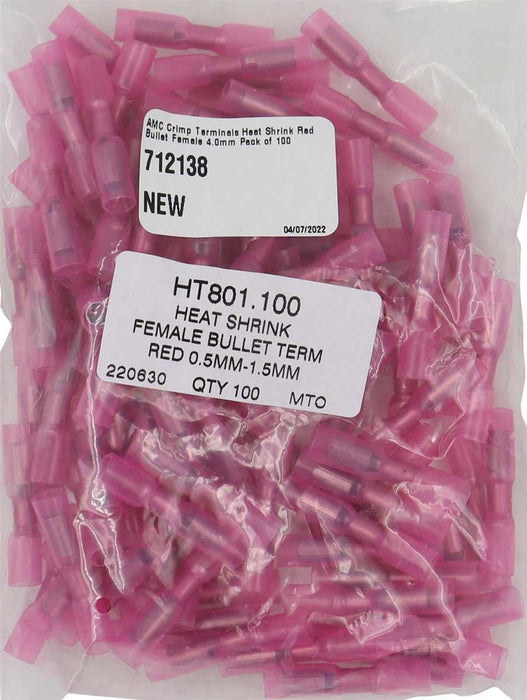 AMC Crimp Terminals Heat Shrink Red
Bullet Female 4.0mm Pack of 100
712138
NEW
04/07/2022
HT801.100
HEAT SHRINK
FEMALE BULLET TERM
RED 0.5MM-1.5MM
220630 QTY 100 MTO